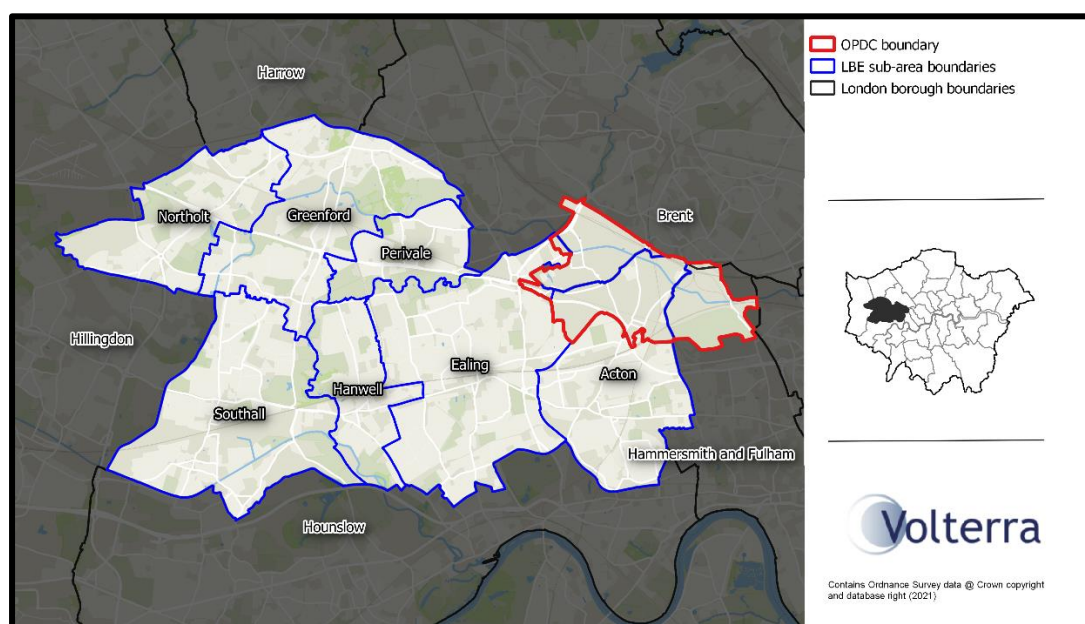 Harrow
Northolt
Greenford
Perivale
Brent
Hillingdon
Southall
Hanwell
Ealing
Acton
Hammersmith and Fulham
Hounslow
OPDC boundary
LBE sub-area boundaries
London borough boundaries
Volterra
Contains Ordnance Survey data @ Crown copyright
and database right (2021)